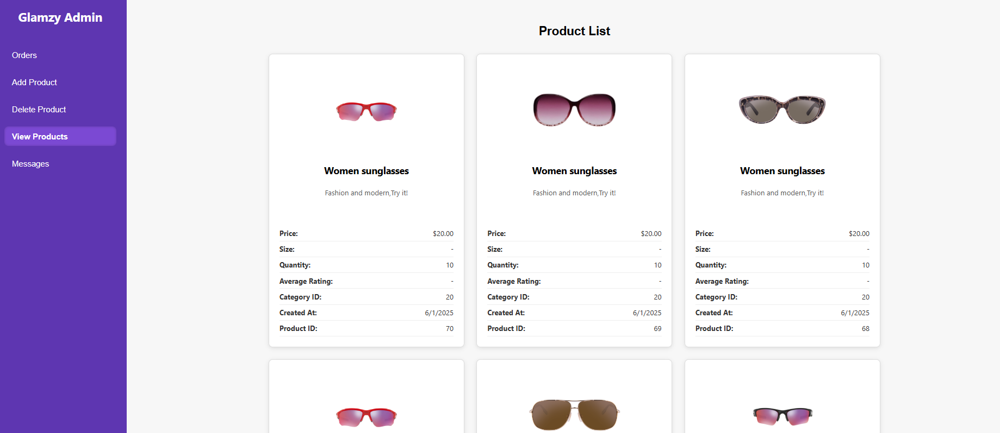 Glamzy Admin
Orders
Add Product
Delete Product
View Products
Messages
Product List
Women sunglasses
Fashion and modern,Try it!
Price: $20.00
Size: -
Quantity: 10
Average Rating: -
Category ID: 20
Created At: 6/1/2025
Product ID: 70
Women sunglasses
Fashion and modern,Try it!
Price: $20.00
Size: -
Quantity: 10
Average Rating: -
Category ID: 20
Created At: 6/1/2025
Product ID: 69
Women sunglasses
Fashion and modern,Try it!
Price: $20.00
Size: -
Quantity: 10
Average Rating: -
Category ID: 20
Created At: 6/1/2025
Product ID: 68